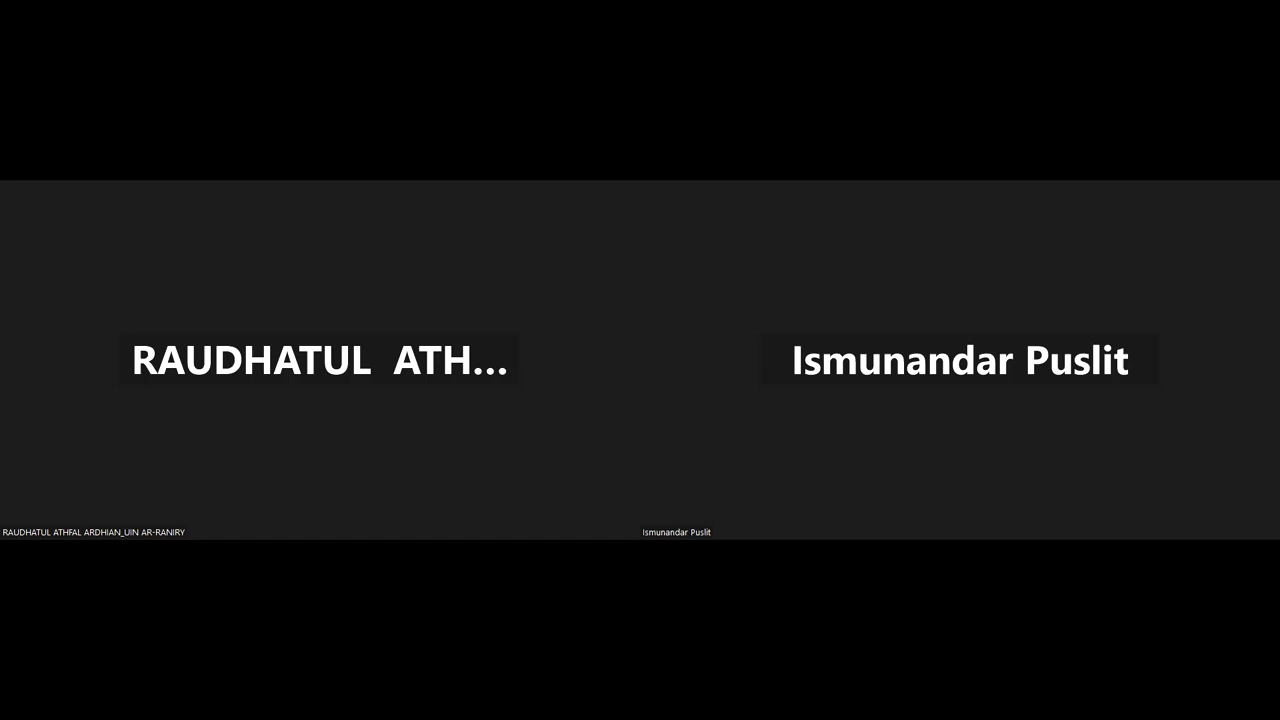 RAUDHATUL ATH...
Ismunandar Puslit
RAUDHATUL ATHFAL ARDHIAN_UIN AR-RANIRY
Ismunandar Puslit